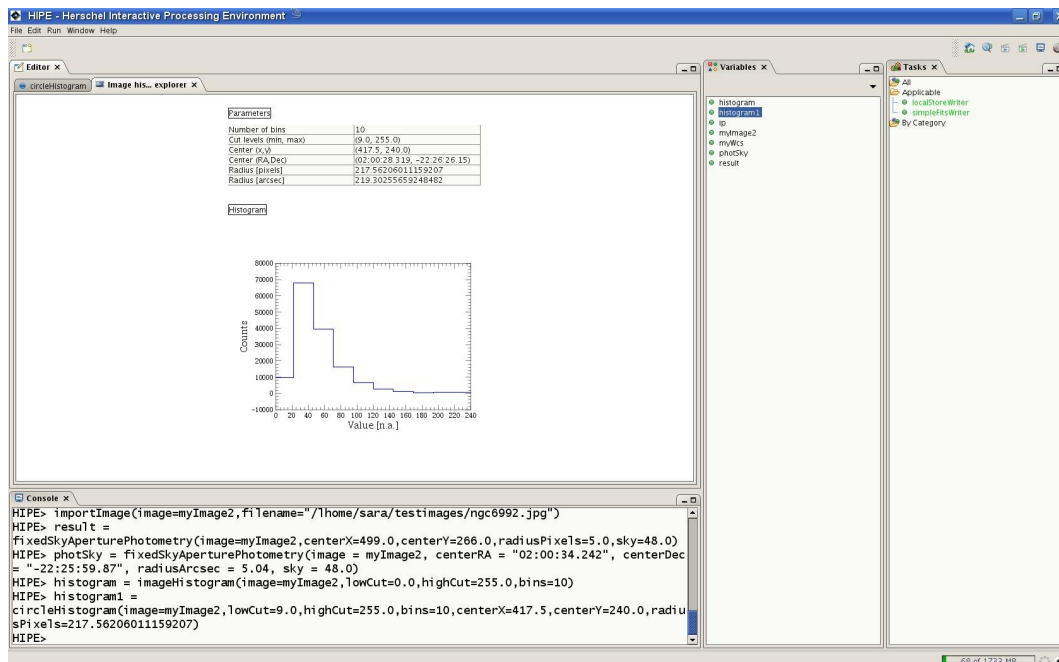 HIPE - Herschel Interactive Processing Environment
File Edit Run Window Help
Editor ×
circleHistogram
Image his... explorer ×
Parameters
Number of bins 10
Cut levels (min, max) (9.0, 255.0)
Center (x,y) (417.5, 240.0)
Center (RA,Dec) (02:00:28.319, -22:26:26.15)
Radius [pixels] 217.56206011159207
Radius [arcsec] 219.30255659248482
Histogram
80000
70000
60000
50000
40000
30000
20000
10000
0
-10000
Counts
0 20 40 60 80 100 120 140 160 180 200 220 240
Value [n.a.]
Variables ×
histogram
histogram1
ip
myImage2
myWcs
photSky
result
Tasks ×
All
Applicable
localStoreWriter
simpleFitsWriter
By Category
Console ×
HIPE> importImage(image=myImage2,filename="/lhome/sara/testimages/ngc6992.jpg")
HIPE> result =
fixedSkyAperturePhotometry(image=myImage2,centerX=499.0,centerY=266.0,radiusPixels=5.0,sky=48.0)
HIPE> photSky = fixedSkyAperturePhotometry(image = myImage2, centerRA = "02:00:34.242", centerDec
= "-22:25:59.87", radiusArcsec = 5.04, sky = 48.0)
HIPE> histogram = imageHistogram(image=myImage2,lowCut=0.0,highCut=255.0,bins=10)
HIPE> histogram1 =
circleHistogram(image=myImage2,lowCut=9.0,highCut=255.0,bins=10,centerX=417.5,centerY=240.0,radiu
sPixels=217.56206011159207)
HIPE>
68 of 1733 MB